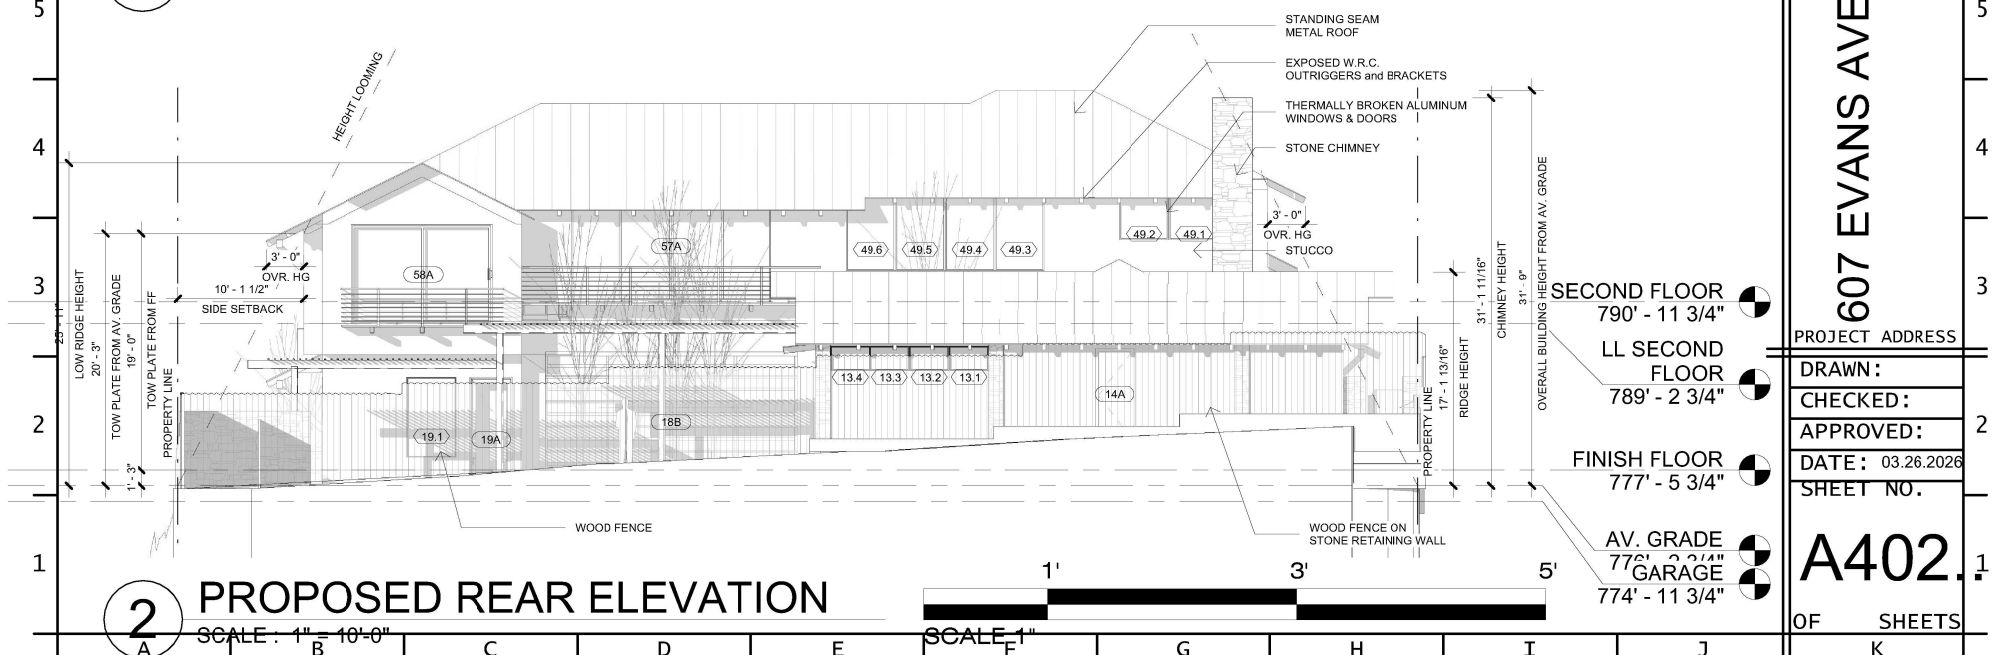 5
4
3
2
1
HEIGHT LOOMING
STANDING SEAM
METAL ROOF
EXPOSED W.R.C.
OUTRIGGERS and BRACKETS
THERMALLY BROKEN ALUMINUM
WINDOWS & DOORS
STONE CHIMNEY
3' - 0"
OVR. HG
STUCCO
3' - 0"
OVR. HG
10' - 1 1/2"
SIDE SETBACK
LOW RIDGE HEIGHT
20' - 3"
TOW PLATE FROM AV. GRADE
19' - 0"
TOW PLATE FROM FF
1' - 3"
PROPERTY LINE
58A
57A
49.6
49.5
49.4
49.3
49.2
49.1
13.4
13.3
13.2
13.1
14A
19.1
19A
18B
PROPERTY LINE
17' - 1 13/16"
RIDGE HEIGHT
31' - 1 11/16"
CHIMNEY HEIGHT
31' - 9"
OVERALL BUILDING HEIGHT FROM AV. GRADE
WOOD FENCE
WOOD FENCE ON
STONE RETAINING WALL
SECOND FLOOR
790' - 11 3/4"
LL SECOND
FLOOR
789' - 2 3/4"
FINISH FLOOR
777' - 5 3/4"
AV. GRADE
GARAGE
774' - 11 3/4"
2
PROPOSED REAR ELEVATION
SCALE : 1" = 10'-0"
1'
3'
5'
SCALE 1"
A
B
C
D
E
F
G
H
I
J
K
607 EVANS AVE
PROJECT ADDRESS
DRAWN:
CHECKED:
APPROVED:
DATE: 03.26.2026
SHEET NO.
A402.
OF SHEETS
5
4
3
2
1